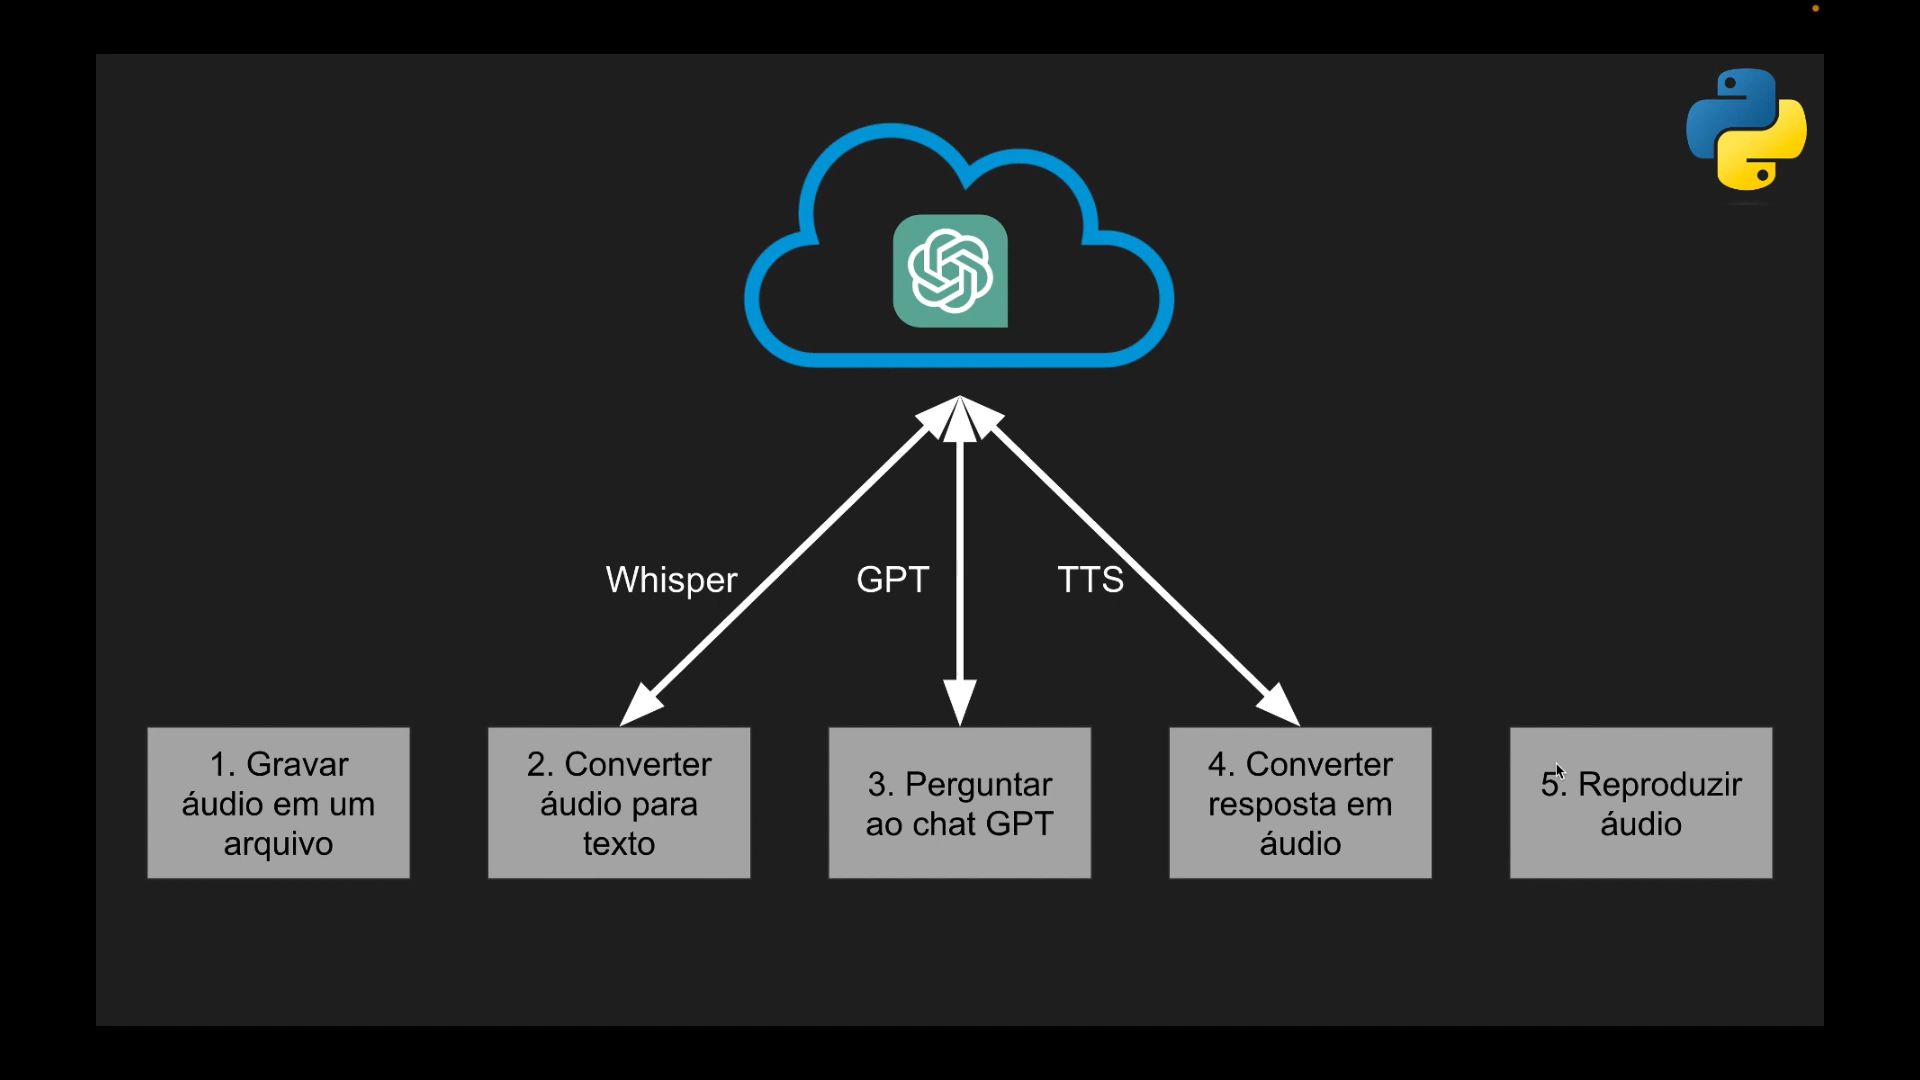 Whisper
GPT
TTS
1. Gravar
áudio em um
arquivo
2. Converter
áudio para
texto
3. Perguntar
ao chat GPT
4. Converter
resposta em
áudio
5. Reproduzir
áudio